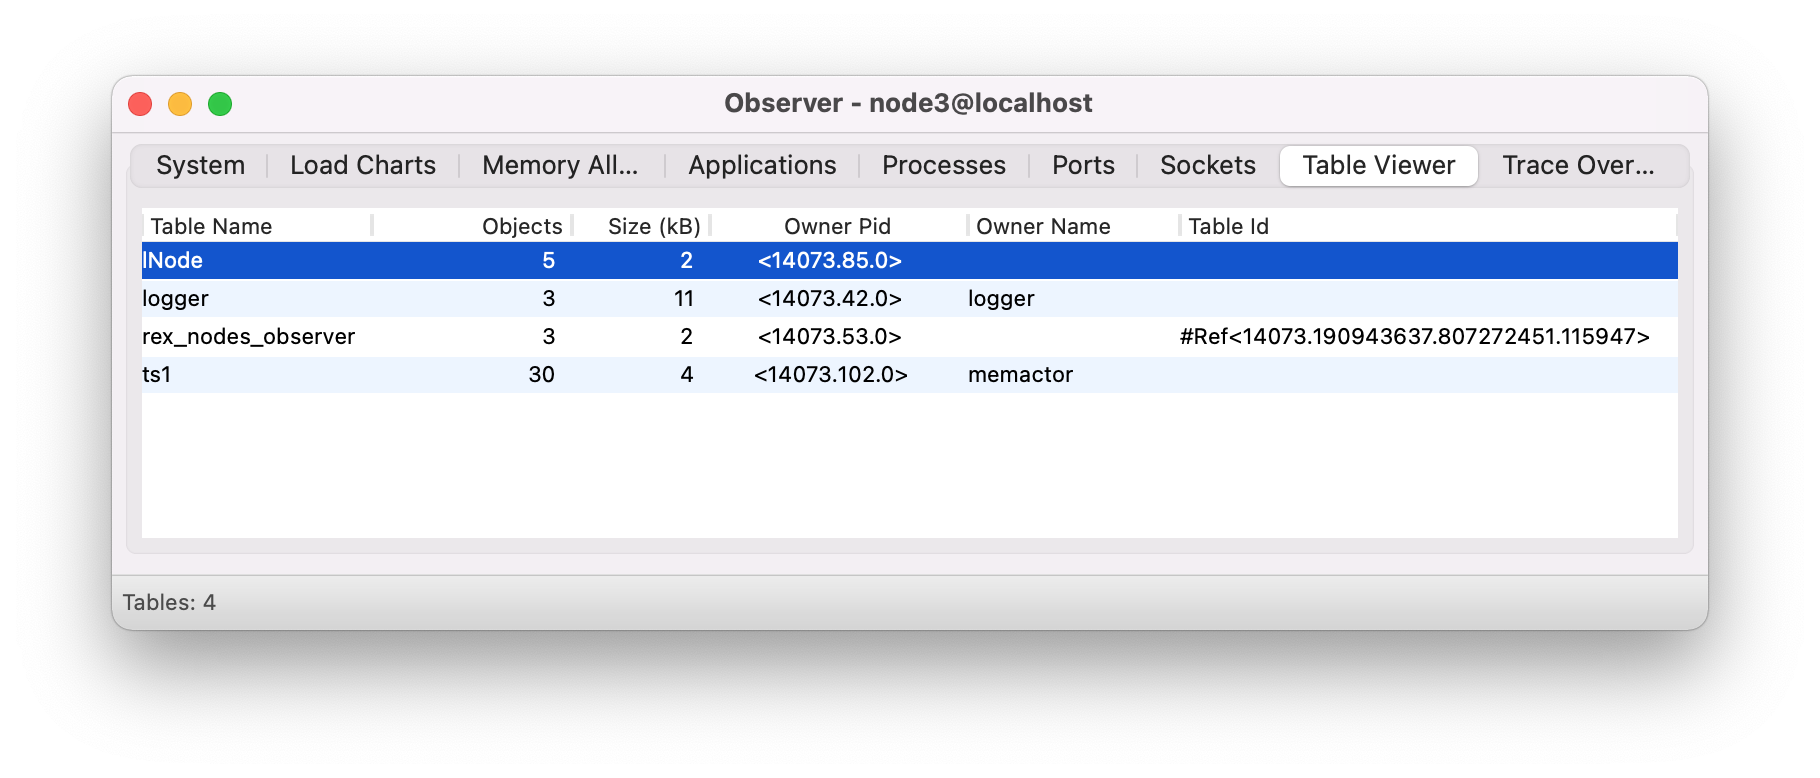 Observer - node3@localhost
System Load Charts Memory All... Applications Processes Ports Sockets Table Viewer Trace Over...
Table Name Objects Size (kB) Owner Pid Owner Name Table Id
lNode 5 2 <14073.85.0>
logger 3 11 <14073.42.0> logger
rex_nodes_observer 3 2 <14073.53.0> #Ref<14073.190943637.807272451.115947>
ts1 30 4 <14073.102.0> memactor
Tables: 4